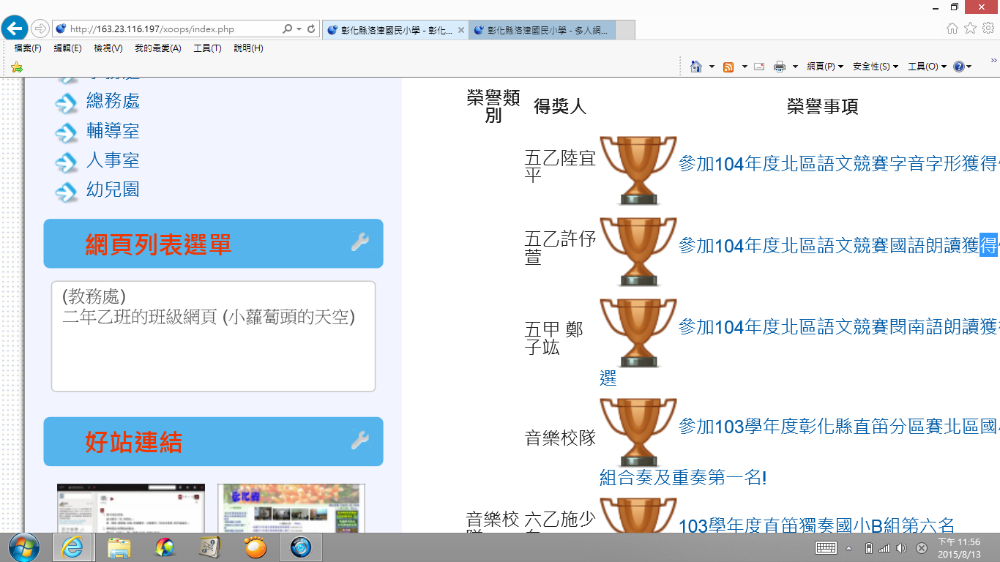 http://163.23.116.197/xoops/index.php
彰化縣洛津國民小學 - 彰化...
彰化縣洛津國民小學 - 多人網...
檔案(F) 編輯(E) 檢視(V) 我的最愛(A) 工具(T) 說明(H)
網頁(P) 安全性(S) 工具(O)
總務處
輔導室
人事室
幼兒園
網頁列表選單
(教務處)
二年乙班的班級網頁 (小蘿蔔頭的天空)
好站連結
彰化縣
榮譽類
別
得獎人
榮譽事項
五乙陸宜
平
參加104年度北區語文競賽字音字形獲得
五乙許伃
萱
參加104年度北區語文競賽國語朗讀獲得
五甲 鄭
子竑
參加104年度北區語文競賽閩南語朗讀獲
選
音樂校隊
參加103學年度彰化縣直笛分區賽北區國
組合奏及重奏第一名!
音樂校
六乙施少
103學年度直笛獨奏國小B組第六名
下午 11:56
2015/8/13